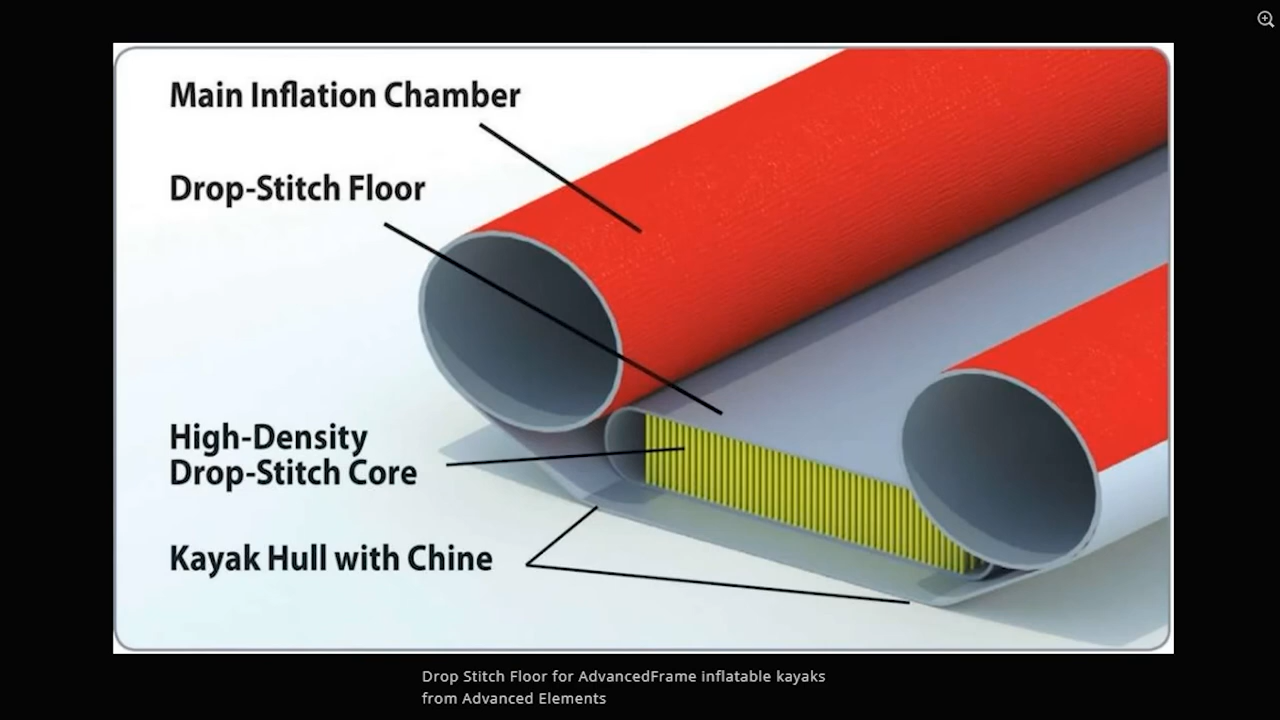 Main Inflation Chamber
Drop-Stitch Floor
High-Density
Drop-Stitch Core
Kayak Hull with Chine
Drop Stitch Floor for AdvancedFrame inflatable kayaks
from Advanced Elements